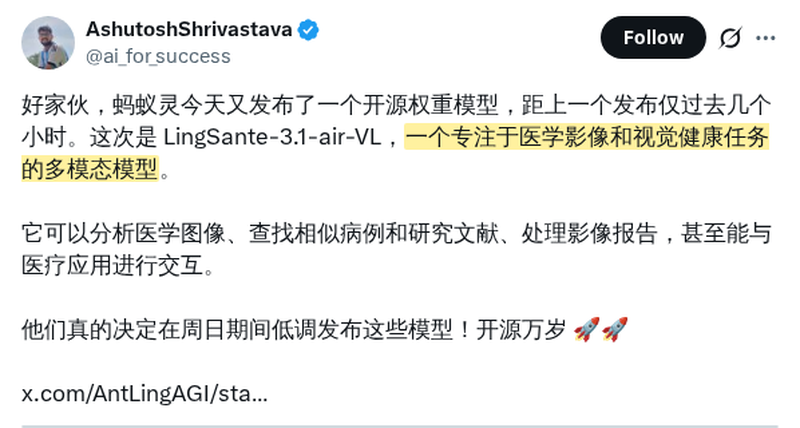 AshutoshShrivastava
@ai_for_success
Follow
好家伙，蚂蚁灵今天又发布了一个开源权重模型，距上一个发布仅过去几个
小时。这次是 LingSante-3.1-air-VL，一个专注于医学影像和视觉健康任务
的多模态模型。
它可以分析医学图像、查找相似病例和研究文献、处理影像报告，甚至能与
医疗应用进行交互。
他们真的决定在周日期间低调发布这些模型！开源万岁 🚀🚀
x.com/AntLingAGI/sta...